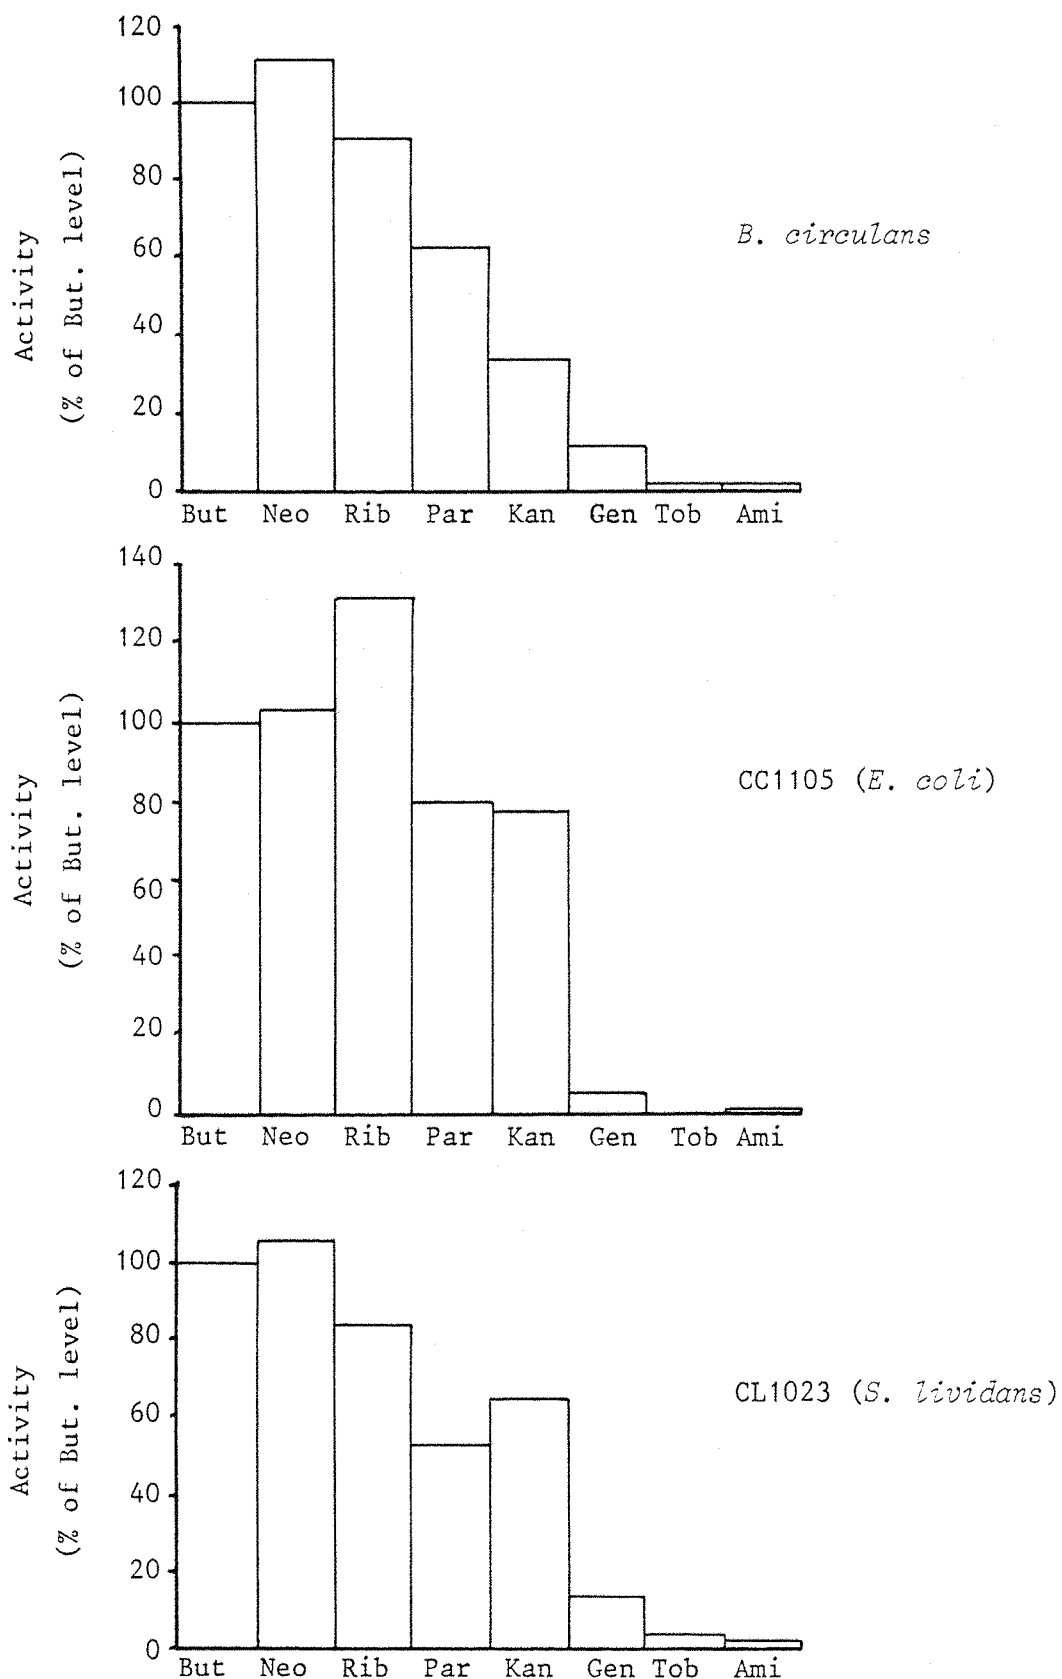 120
100
80
60
40
20
0
Activity
(% of But. level)
B. circulans
But Neo Rib Par Kan Gen Tob Ami
140
120
100
80
60
40
20
0
Activity
(% of But. level)
CC1105 (E. coli)
But Neo Rib Par Kan Gen Tob Ami
120
100
80
60
40
20
0
Activity
(% of But. level)
CL1023 (S. lividans)
But Neo Rib Par Kan Gen Tob Ami